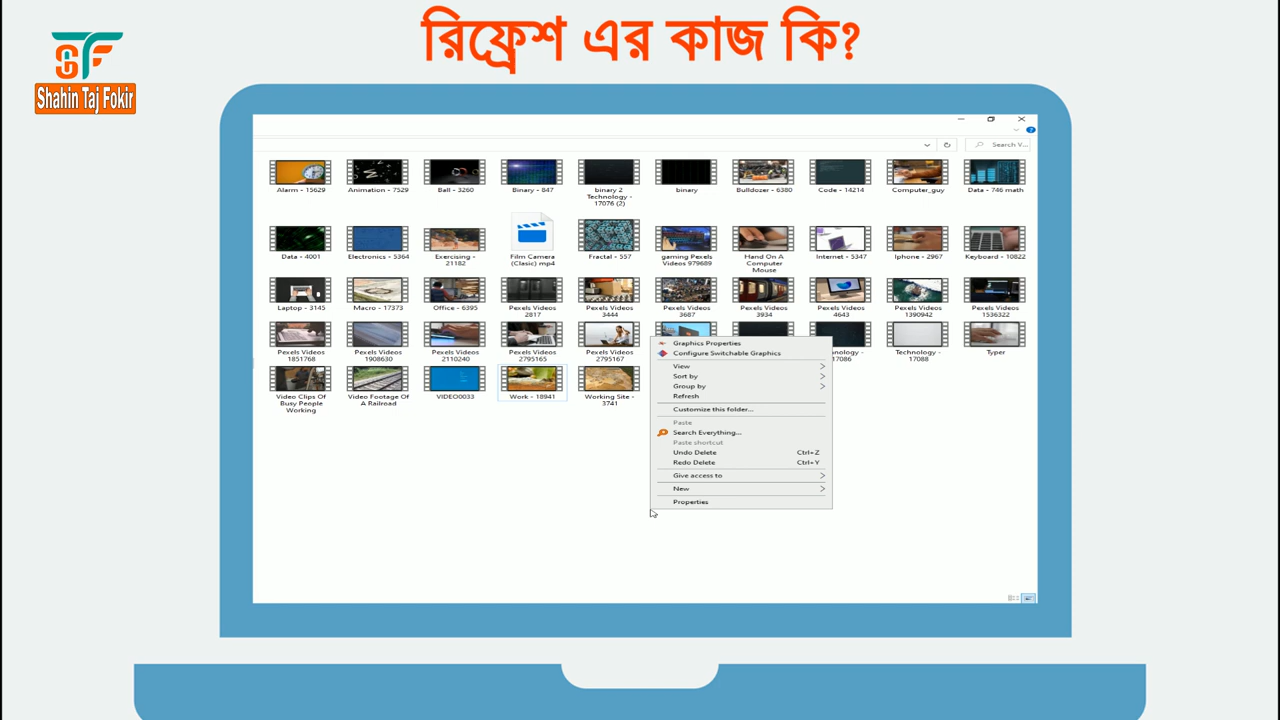 রিফ্রেশ এর কাজ কি?
SF
Shahin Taj Fokir
Search V...
Alarm - 15629
Animation - 7529
Ball - 3260
Binary - 847
binary 2
Technology -
17076 (2)
binary
Bulldozer - 6380
Code - 14214
Computer_guy
Data - 746 math
Data - 4001
Electronics - 5364
Exercising -
21182
Film Camera
(Clasic) mp4
Fractal - 557
gaming Pexels
Videos 979689
Hand On A
Computer
Mouse
Internet - 5347
Iphone - 2967
Keyboard - 10822
Laptop - 3145
Macro - 17373
Office - 6395
Pexels Videos
2817
Pexels Videos
3444
Pexels Videos
3687
Pexels Videos
3934
Pexels Videos
4643
Pexels Videos
1390942
Pexels Videos
1536322
Pexels Videos
1851768
Pexels Videos
1908630
Pexels Videos
2110240
Pexels Videos
2795165
Pexels Videos
2795167
nology -
17086
Technology -
17088
Typer
Video Clips Of
Busy People
Working
Video Footage Of
A Railroad
VIDEO0033
Work - 18941
Working Site -
3741
Graphics Properties
Configure Switchable Graphics
View
Sort by
Group by
Refresh
Customize this folder...
Paste
Search Everything...
Paste shortcut
Undo Delete Ctrl+Z
Redo Delete Ctrl+Y
Give access to
New
Properties